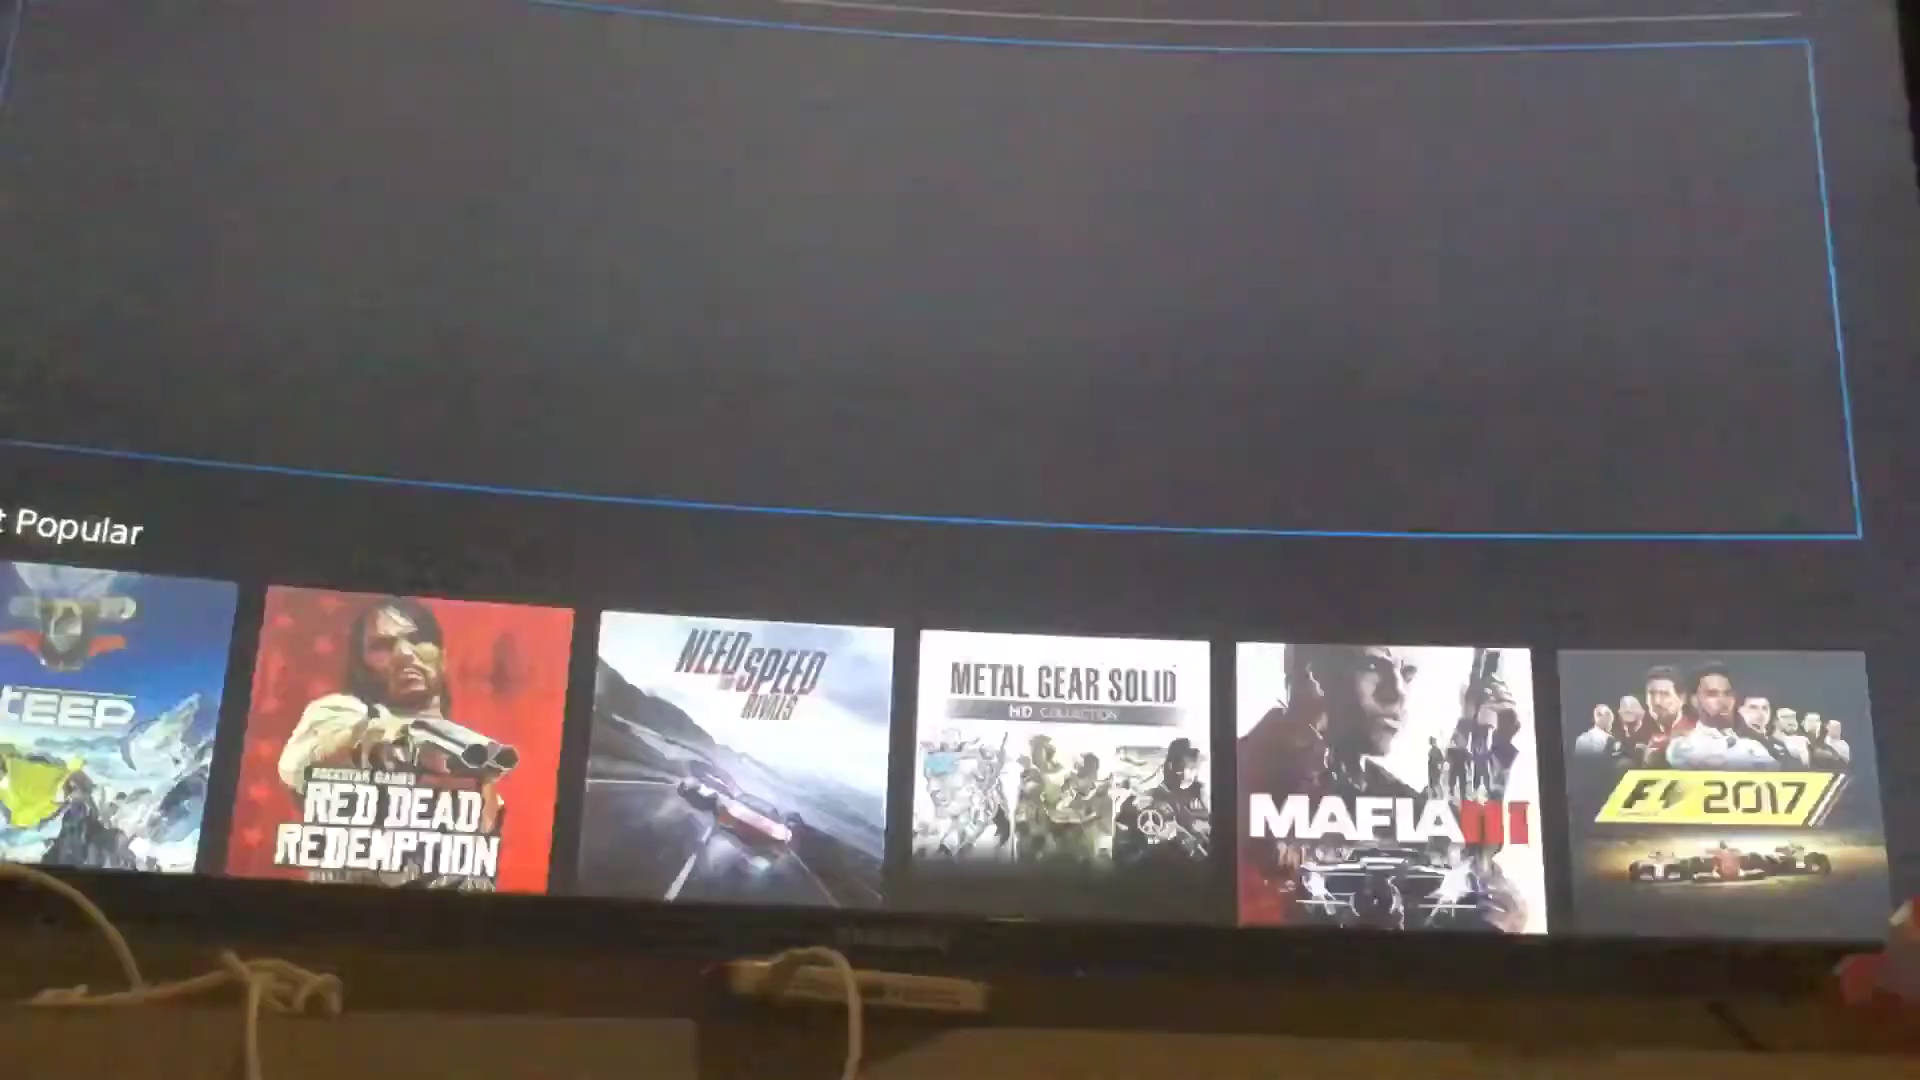 t Popular
TEEP
ROCKSTAR GAMES
RED DEAD
REDEMPTION
NEED
SPEED
RIVALS
METAL GEAR SOLID
HD COLLECTION
MAFIA III
F1 2017